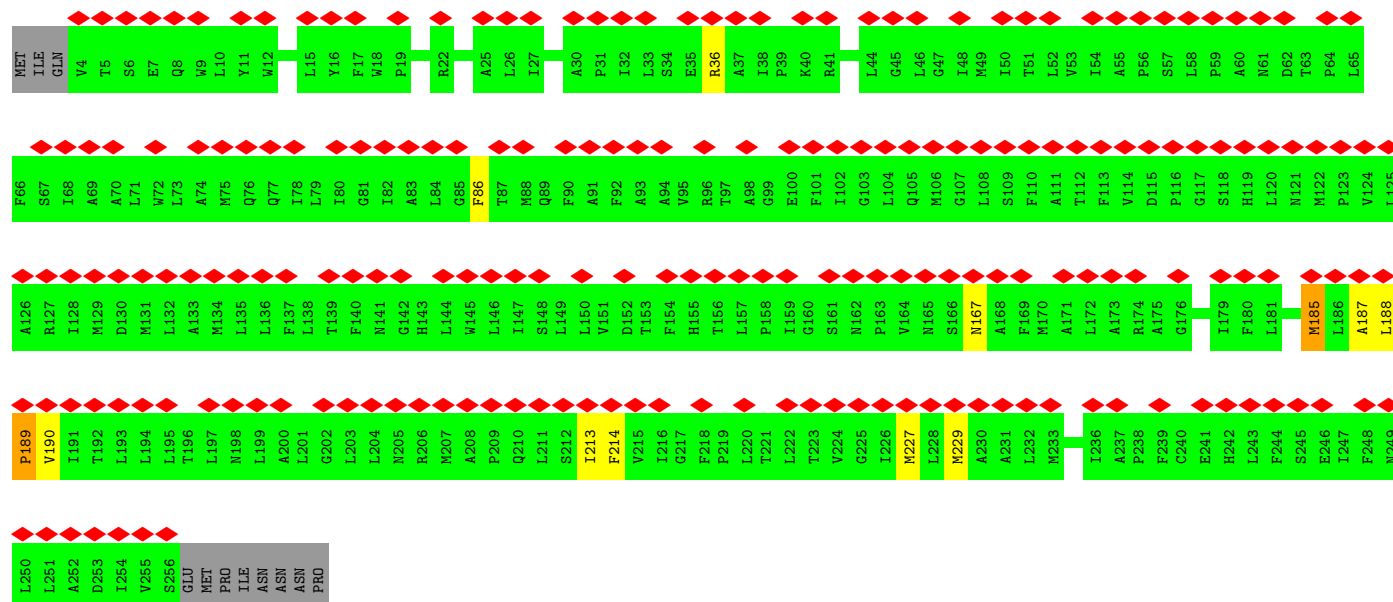 MET ILE GLN V4 T5 S6 E7 Q8 W9 L10 Y11 W12 L15 Y16 F17 W18 P19 R22 A25 L26 I27 A30 P31 I32 L33 S34 E35 R36 A37 I38 P39 K40 R41 L44 G45 L46 G47 I48 M49 I50 T51 L52 V53 I54 A55 P56 S57 L58 P59 A60 N61 D62 T63 P64 L65
F66 S67 I68 A69 A70 L71 W72 L73 A74 M75 Q76 Q77 I78 L79 I80 G81 I82 A83 L84 G85 F86 T87 M88 Q89 F90 A91 F92 A93 A94 V95 R96 T97 A98 G99 E100 F101 I102 G103 L104 Q105 M106 G107 L108 S109 F110 A111 T112 F113 V114 D115 P116 G117 S118 H119 L120 N121 M122 P123 V124 L125
A126 R127 I128 M129 D130 M131 L132 A133 M134 L135 L136 F137 L138 T139 F140 N141 G142 H143 L144 W145 L146 I147 S148 L149 L150 V151 D152 T153 F154 H155 T156 L157 P158 I159 G160 S161 N162 P163 V164 N165 S166 N167 A168 F169 M170 A171 L172 A173 R174 A175 G176 I179 F180 L181 M185 L186 A187 L188
P189 V190 I191 T192 L193 L194 L195 T196 L197 N198 L199 A200 L201 G202 L203 L204 N205 R206 M207 A208 P209 Q210 L211 S212 I213 F214 V215 I216 G217 F218 P219 L220 T221 L222 T223 V224 G225 I226 M227 L228 M229 A230 A231 L232 M233 I236 A237 P238 F239 C240 E241 H242 L243 F244 S245 E246 I247 F248 N249
L250 L251 A252 D253 I254 V255 S256 GLU MET PRO ILE ASN ASN ASN PRO